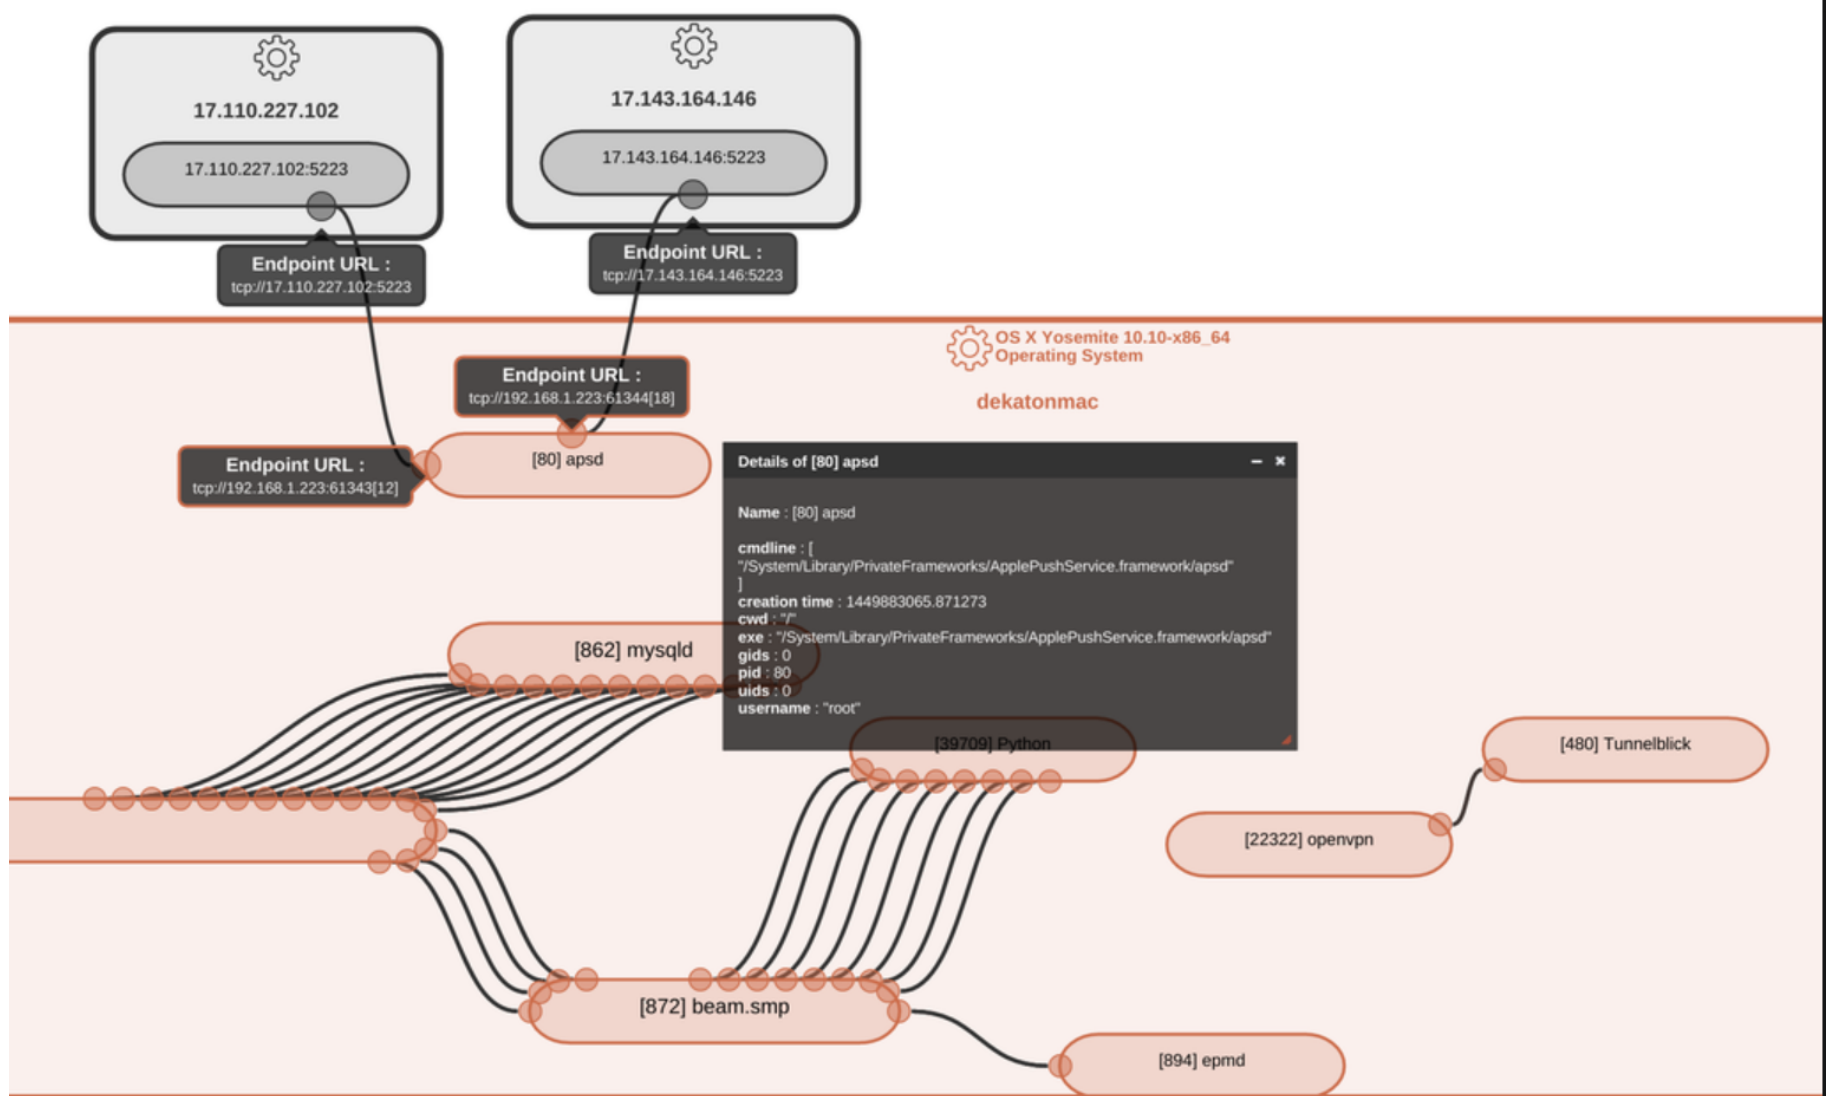 17.110.227.102
17.110.227.102:5223
Endpoint URL :
tcp://17.110.227.102:5223
17.143.164.146
17.143.164.146:5223
Endpoint URL :
tcp://17.143.164.146:5223
OS X Yosemite 10.10-x86_64
Operating System
dekatonmac
Endpoint URL :
tcp://192.168.1.223:61344[18]
[80] apsd
Endpoint URL :
tcp://192.168.1.223:61343[12]
Details of [80] apsd
Name : [80] apsd
cmdline : [
"/System/Library/PrivateFrameworks/ApplePushService.framework/apsd"
]
creation time : 1449883065.871273
cwd : "/"
exe : "/System/Library/PrivateFrameworks/ApplePushService.framework/apsd"
gids : 0
pid : 80
uids : 0
username : "root"
[862] mysqld
[39709] Python
[480] Tunnelblick
[22322] openvpn
[872] beam.smp
[894] epmd